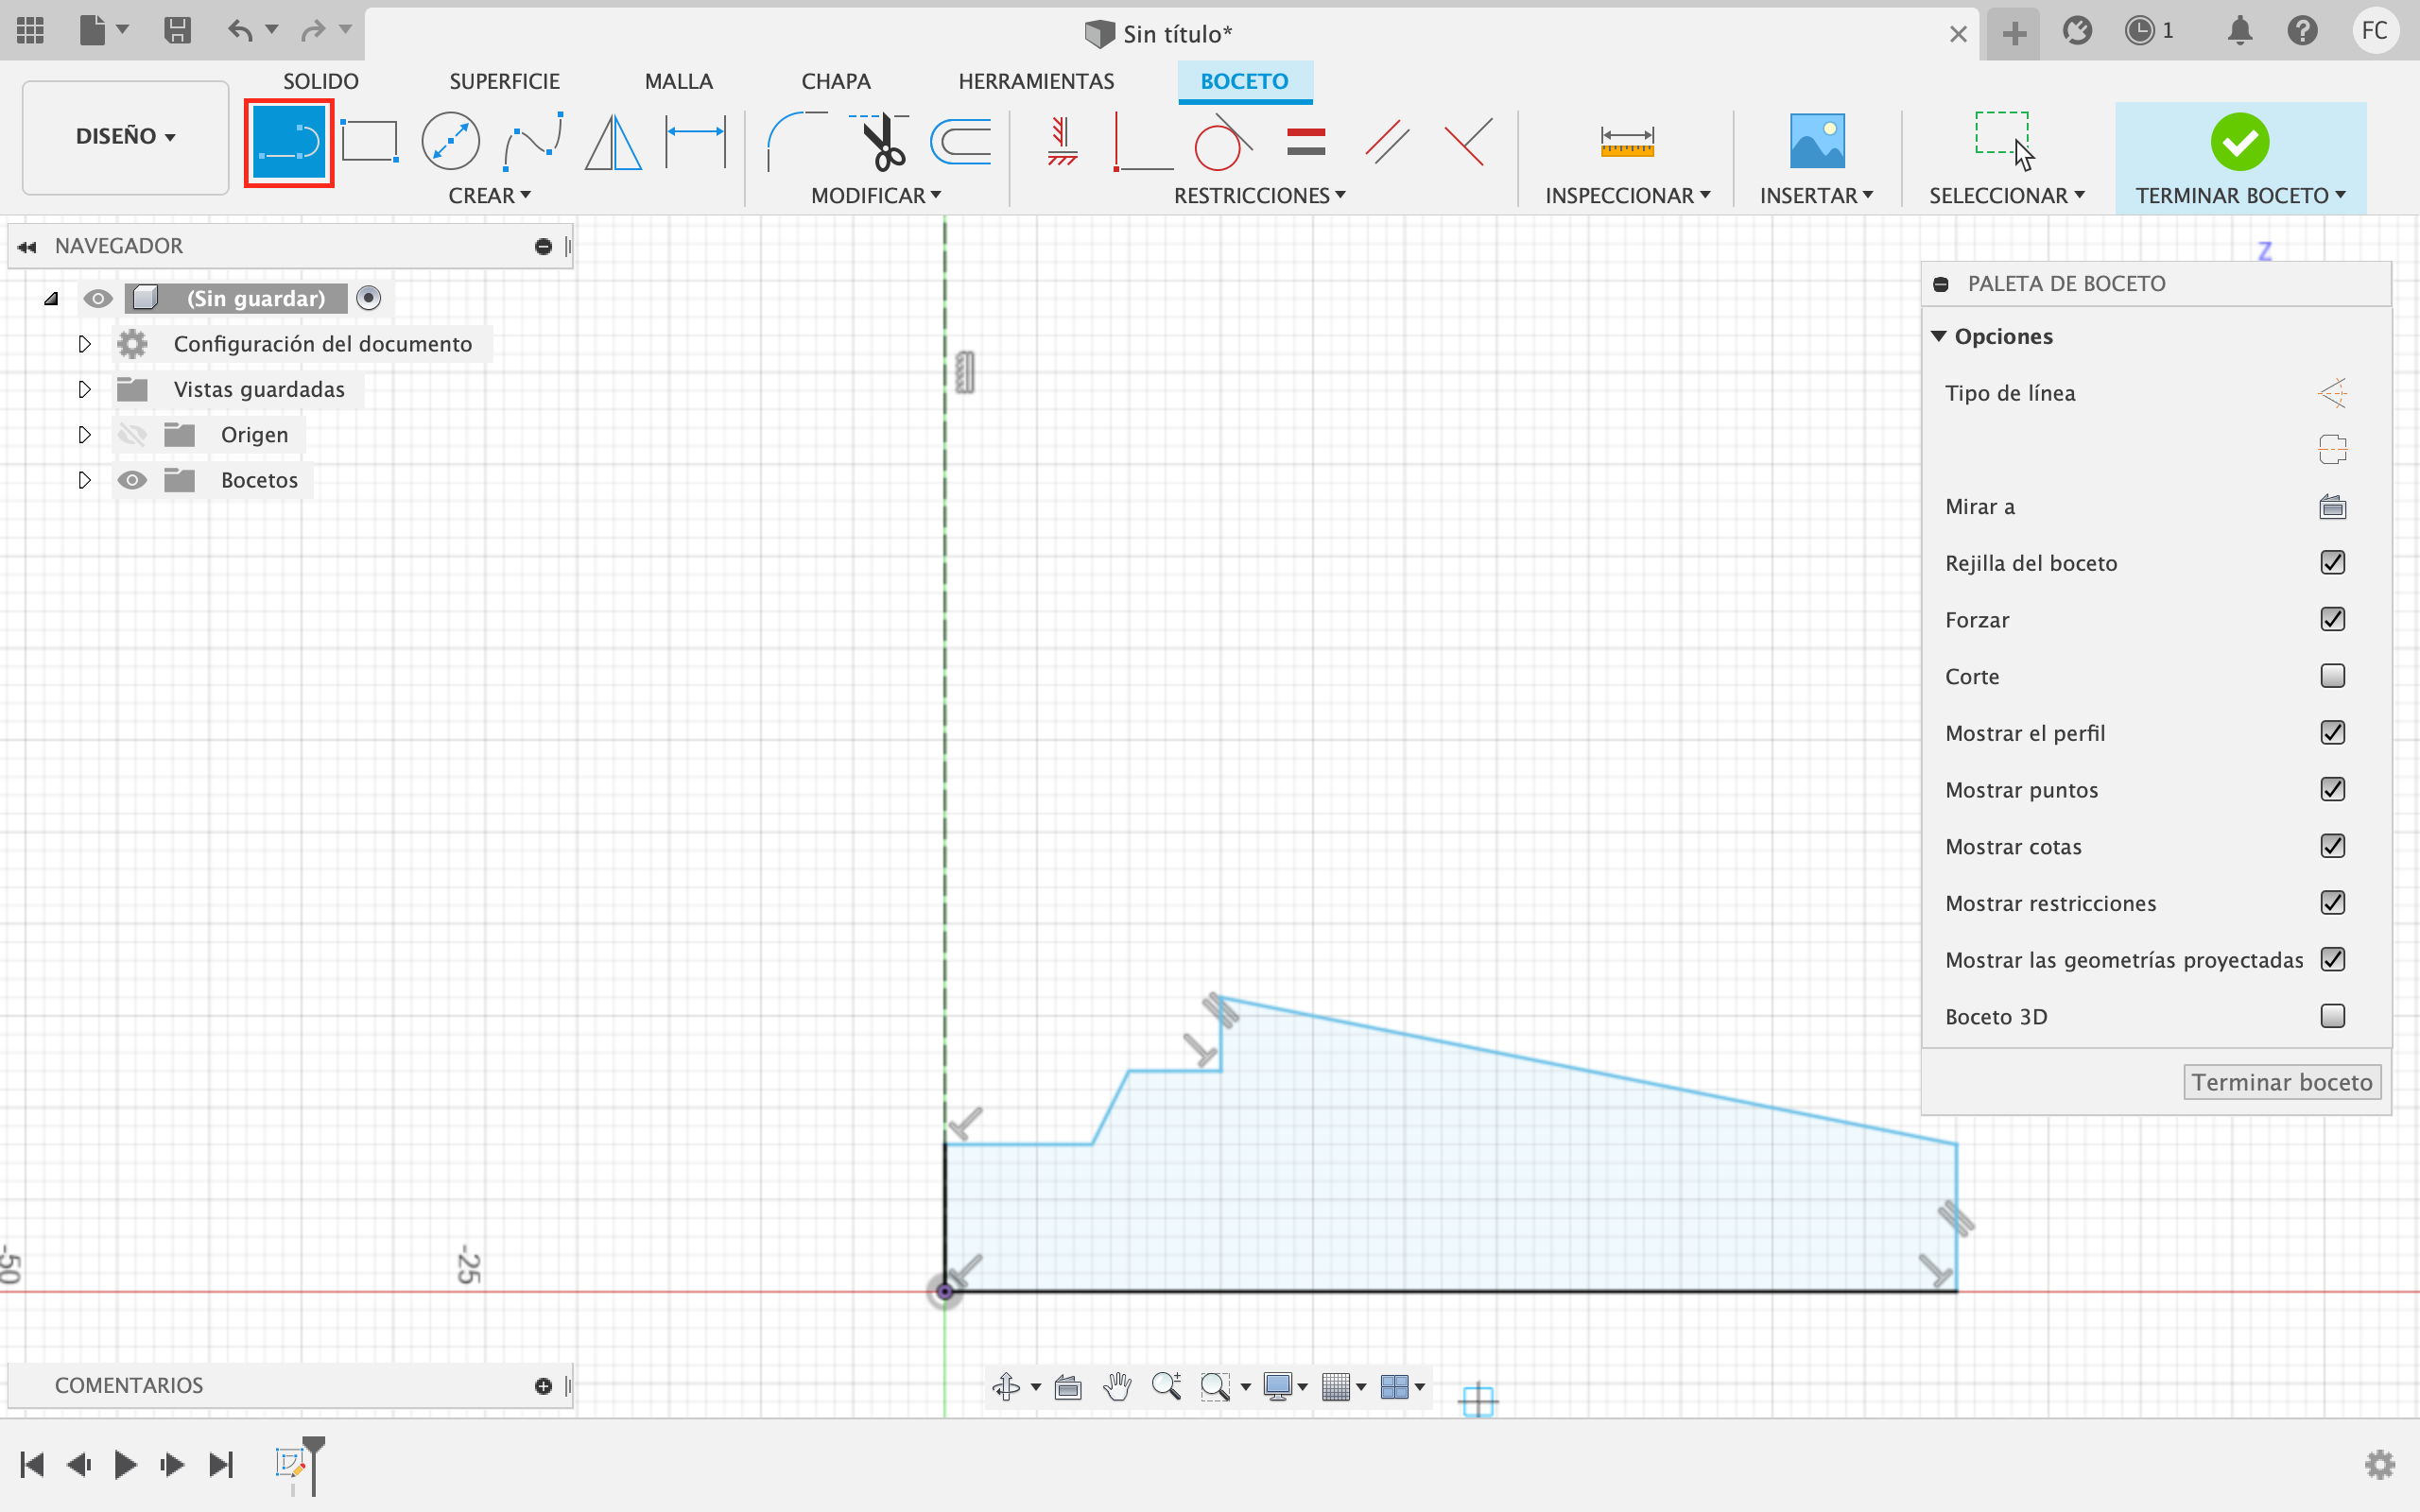 Sin título*
1
FC
SOLIDO
SUPERFICIE
MALLA
CHAPA
HERRAMIENTAS
BOCETO
DISEÑO
CREAR
MODIFICAR
RESTRICCIONES
INSPECCIONAR
INSERTAR
SELECCIONAR
TERMINAR BOCETO
NAVEGADOR
(Sin guardar)
Configuración del documento
Vistas guardadas
Origen
Bocetos
Z
PALETA DE BOCETO
Opciones
Tipo de línea
Mirar a
Rejilla del boceto
Forzar
Corte
Mostrar el perfil
Mostrar puntos
Mostrar cotas
Mostrar restricciones
Mostrar las geometrías proyectadas
Boceto 3D
Terminar boceto
-50
-25
COMENTARIOS